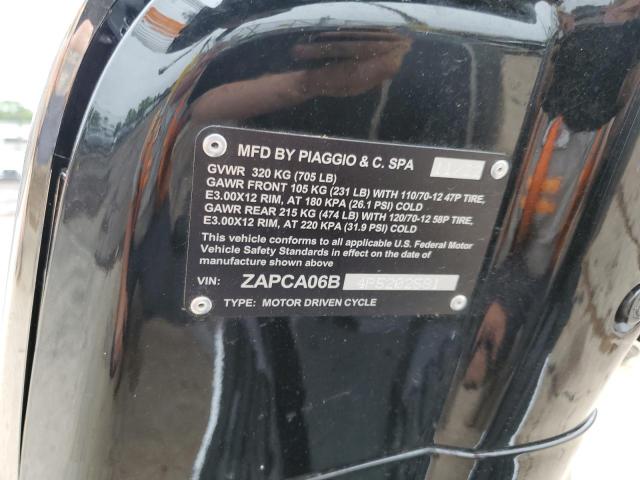 MFD BY PIAGGIO & C. SPA
GVWR 320 KG (705 LB)
GAWR FRONT 105 KG (231 LB) WITH 110/70-12 47P TIRE,
E3.00X12 RIM, AT 180 KPA (26.1 PSI) COLD
GAWR REAR 215 KG (474 LB) WITH 120/70-12 58P TIRE,
E3.00X12 RIM, AT 220 KPA (31.9 PSI) COLD
This vehicle conforms to all applicable U.S. Federal Motor
Vehicle Safety Standards in effect on the date of
manufacture shown above
VIN: ZAPCA06B
TYPE: MOTOR DRIVEN CYCLE